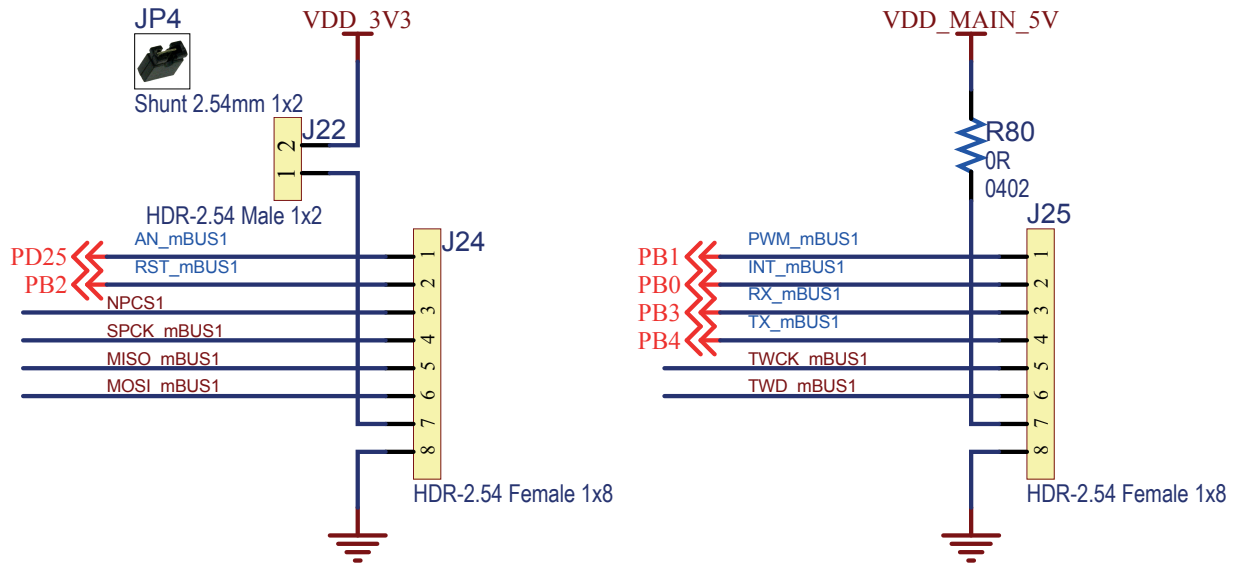 JP4
VDD_3V3
Shunt 2.54mm 1x2
J22
2
1
HDR-2.54 Male 1x2
J24
PD25
AN_mBUS1
1
PB2
RST_mBUS1
2
NPCS1
3
SPCK_mBUS1
4
MISO_mBUS1
5
MOSI_mBUS1
6
7
8
HDR-2.54 Female 1x8
VDD_MAIN_5V
R80
0R
0402
J25
PB1
PWM_mBUS1
1
PB0
INT_mBUS1
2
PB3
RX_mBUS1
3
PB4
TX_mBUS1
4
TWCK_mBUS1
5
TWD_mBUS1
6
7
8
HDR-2.54 Female 1x8